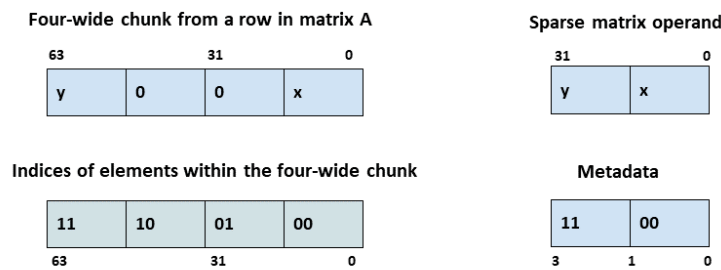 Four-wide chunk from a row in matrix A
63 31 0
y 0 0 x
Sparse matrix operand
31 0
y x
Indices of elements within the four-wide chunk
11 10 01 00
63 31 0
Metadata
11 00
3 1 0